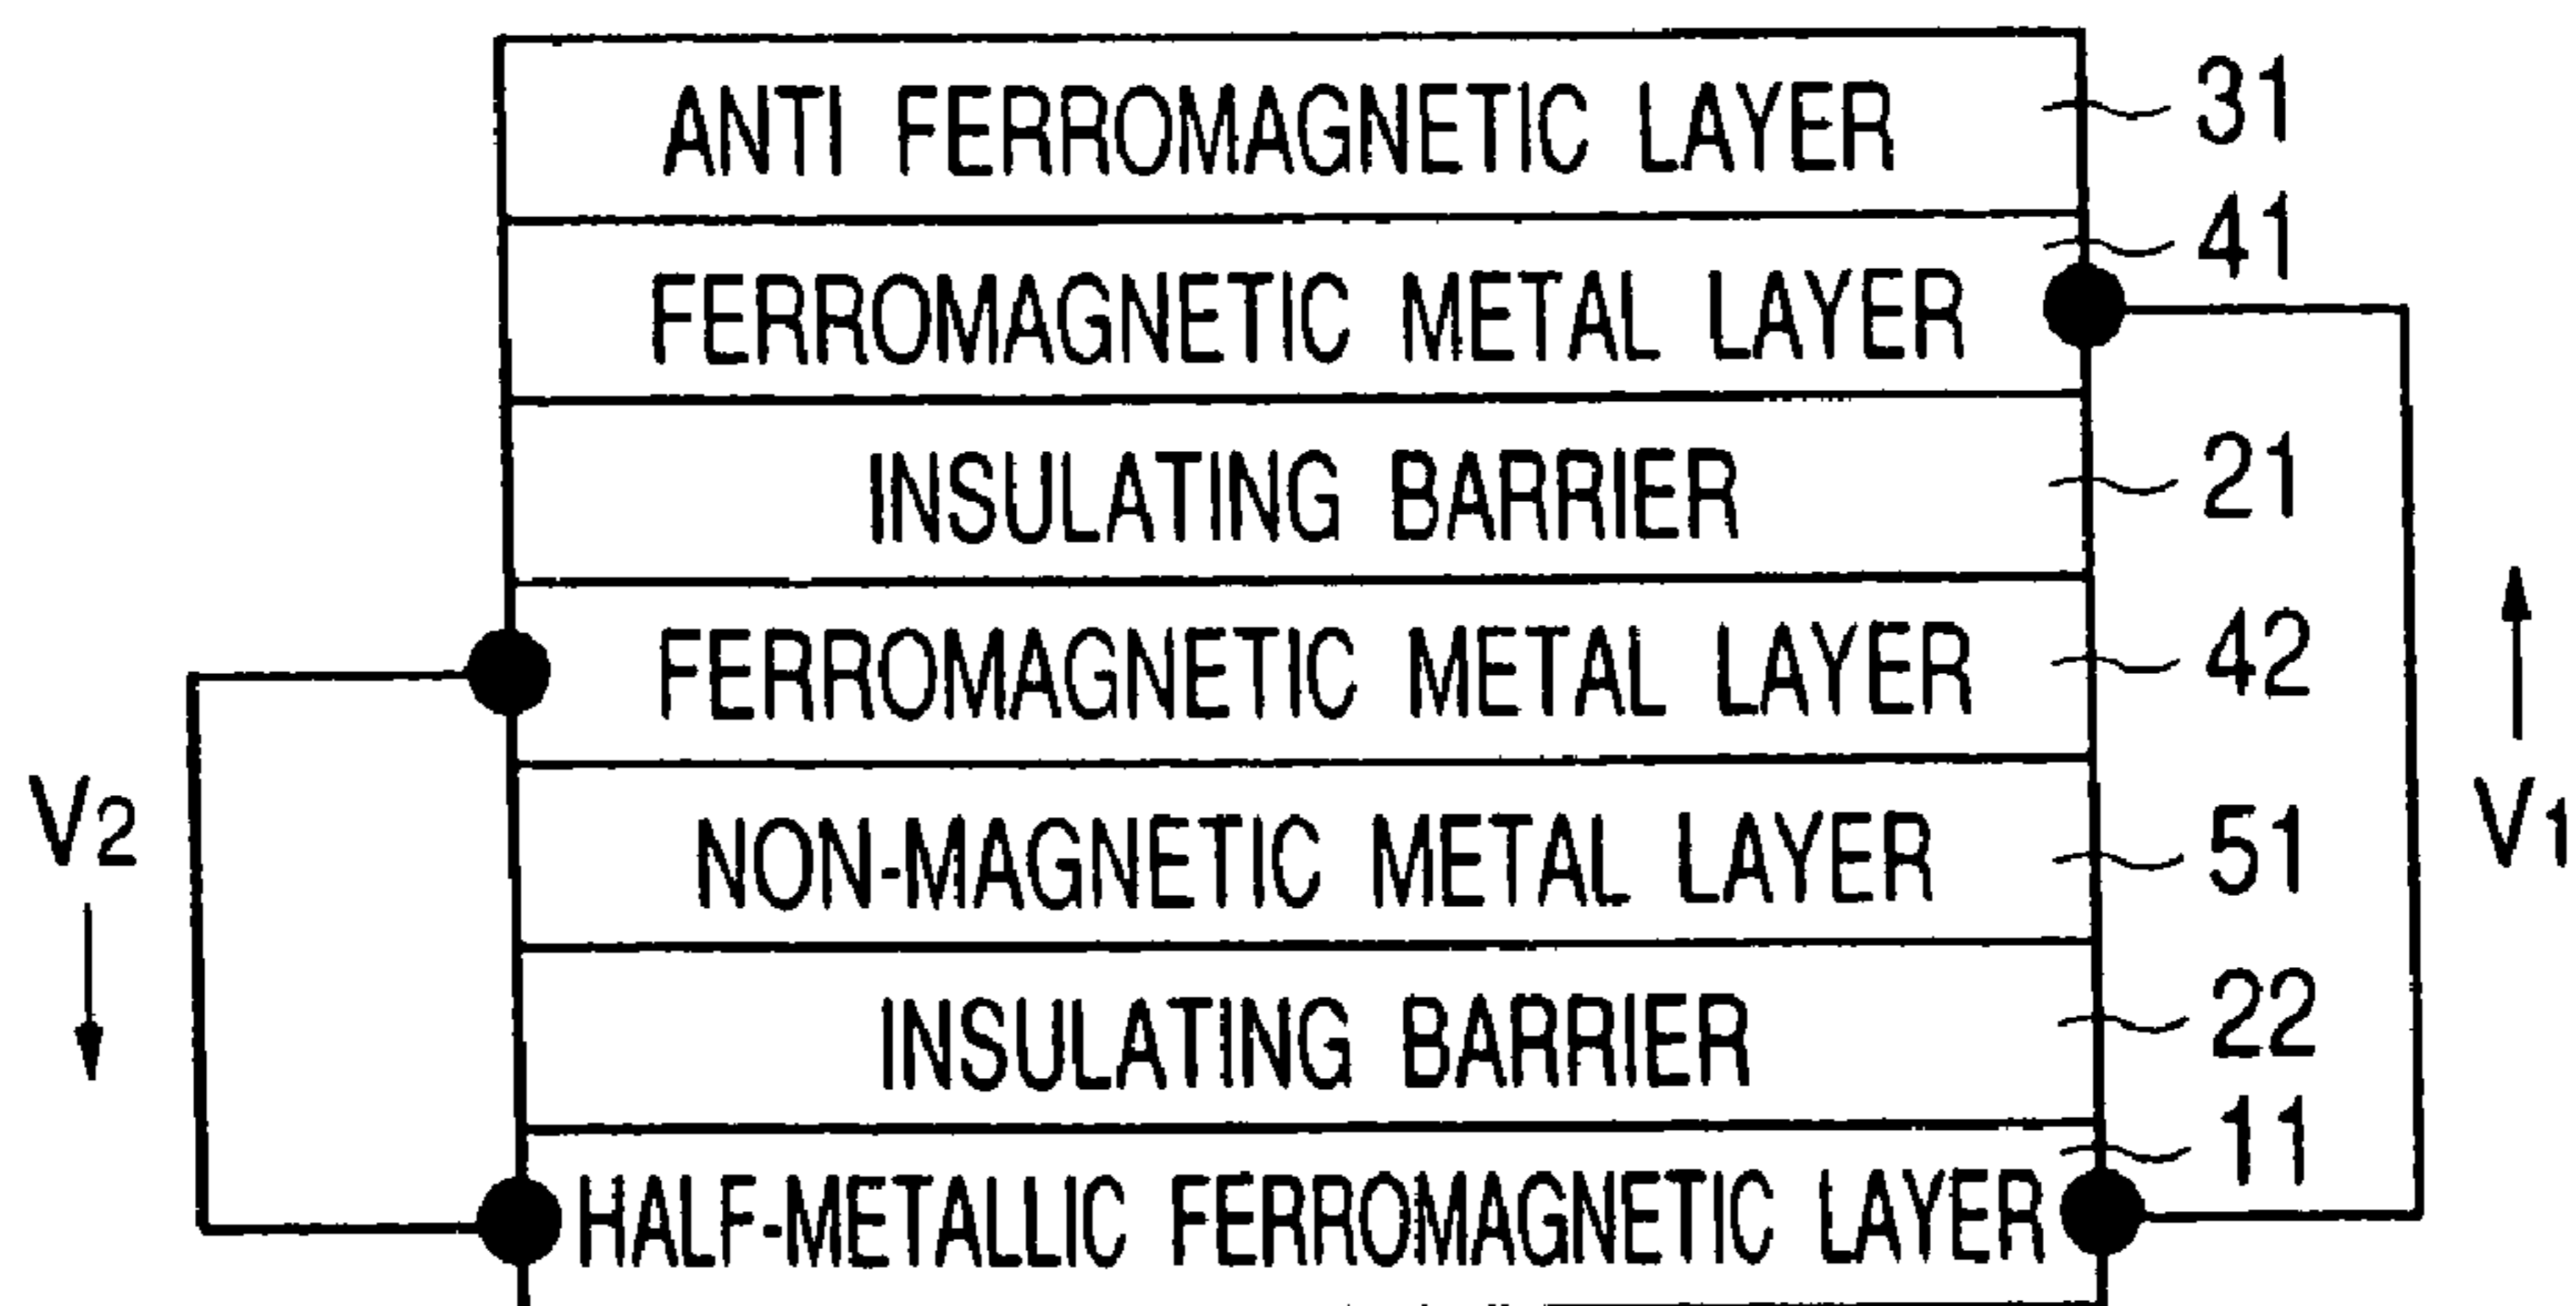 ANTI FERROMAGNETIC LAYER 31
41
FERROMAGNETIC METAL LAYER
INSULATING BARRIER 21
FERROMAGNETIC METAL LAYER 42
V2
NON-MAGNETIC METAL LAYER 51
V1
INSULATING BARRIER 22
11
HALF-METALLIC FERROMAGNETIC LAYER